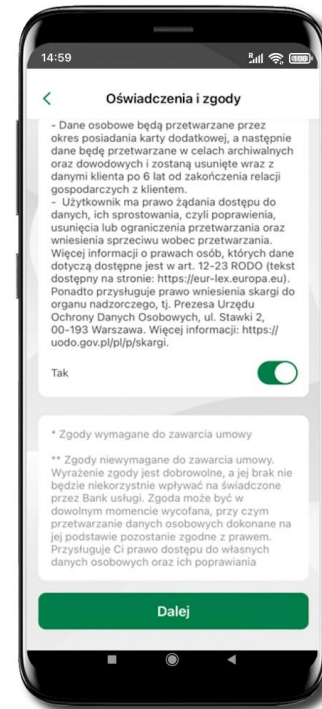 14:59
Oświadczenia i zgody
- Dane osobowe będą przetwarzane przez
okres posiadania karty dodatkowej, a następnie
dane będę przetwarzane w celach archiwalnych
oraz dowodowych i zostaną usunięte wraz z
danymi klienta po 6 lat od zakończenia relacji
gospodarczych z klientem.
- Użytkownik ma prawo żądania dostępu do
danych, ich sprostowania, czyli poprawienia,
usunięcia lub ograniczenia przetwarzania oraz
wniesienia sprzeciwu wobec przetwarzania.
Więcej informacji o prawach osób, których dane
dotyczą dostępne jest w art. 12-23 RODO (tekst
dostępny na stronie: https://eur-lex.europa.eu).
Ponadto przysługuje prawo wniesienia skargi do
organu nadzorczego, tj. Prezesa Urzędu
Ochrony Danych Osobowych, ul. Stawki 2,
00-193 Warszawa. Więcej informacji: https://
uodo.gov.pl/pl/p/skargi.
Tak
* Zgody wymagane do zawarcia umowy
** Zgody niewymagane do zawarcia umowy.
Wyrażenie zgody jest dobrowolne, a jej brak nie
będzie niekorzystnie wpływać na świadczone
przez Bank usługi. Zgoda może być w
dowolnym momencie wycofana, przy czym
przetwarzanie danych osobowych dokonane na
jej podstawie pozostanie zgodne z prawem.
Przysługuje Ci prawo dostępu do własnych
danych osobowych oraz ich poprawiania
Dalej